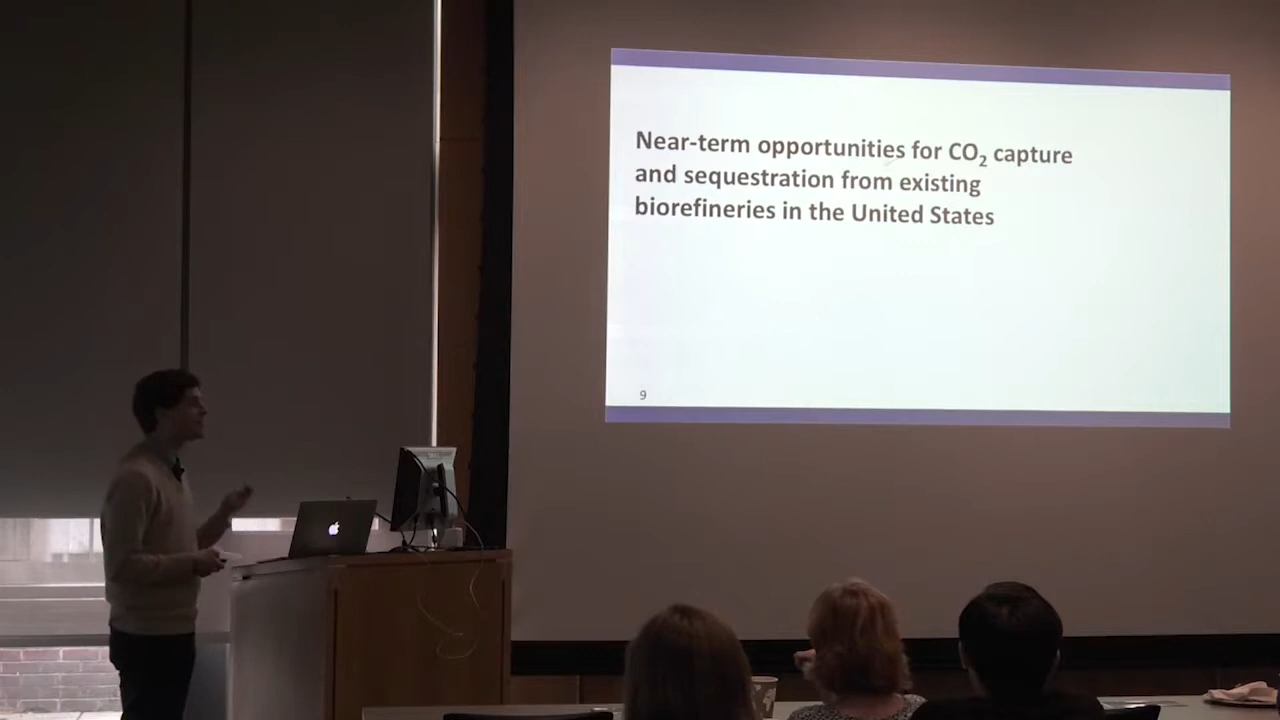 Near-term opportunities for CO₂ capture
and sequestration from existing
biorefineries in the United States
9